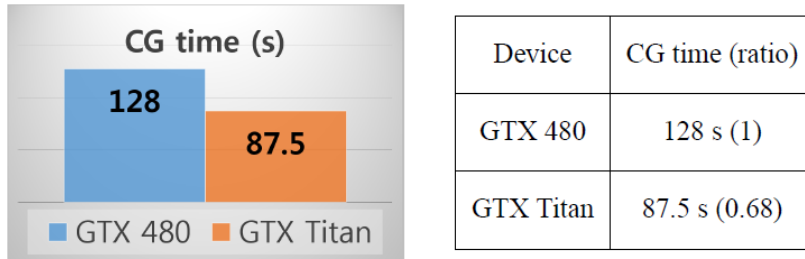 CG time (s)
128
87.5
GTX 480 GTX Titan
Device CG time (ratio)
GTX 480 128 s (1)
GTX Titan 87.5 s (0.68)